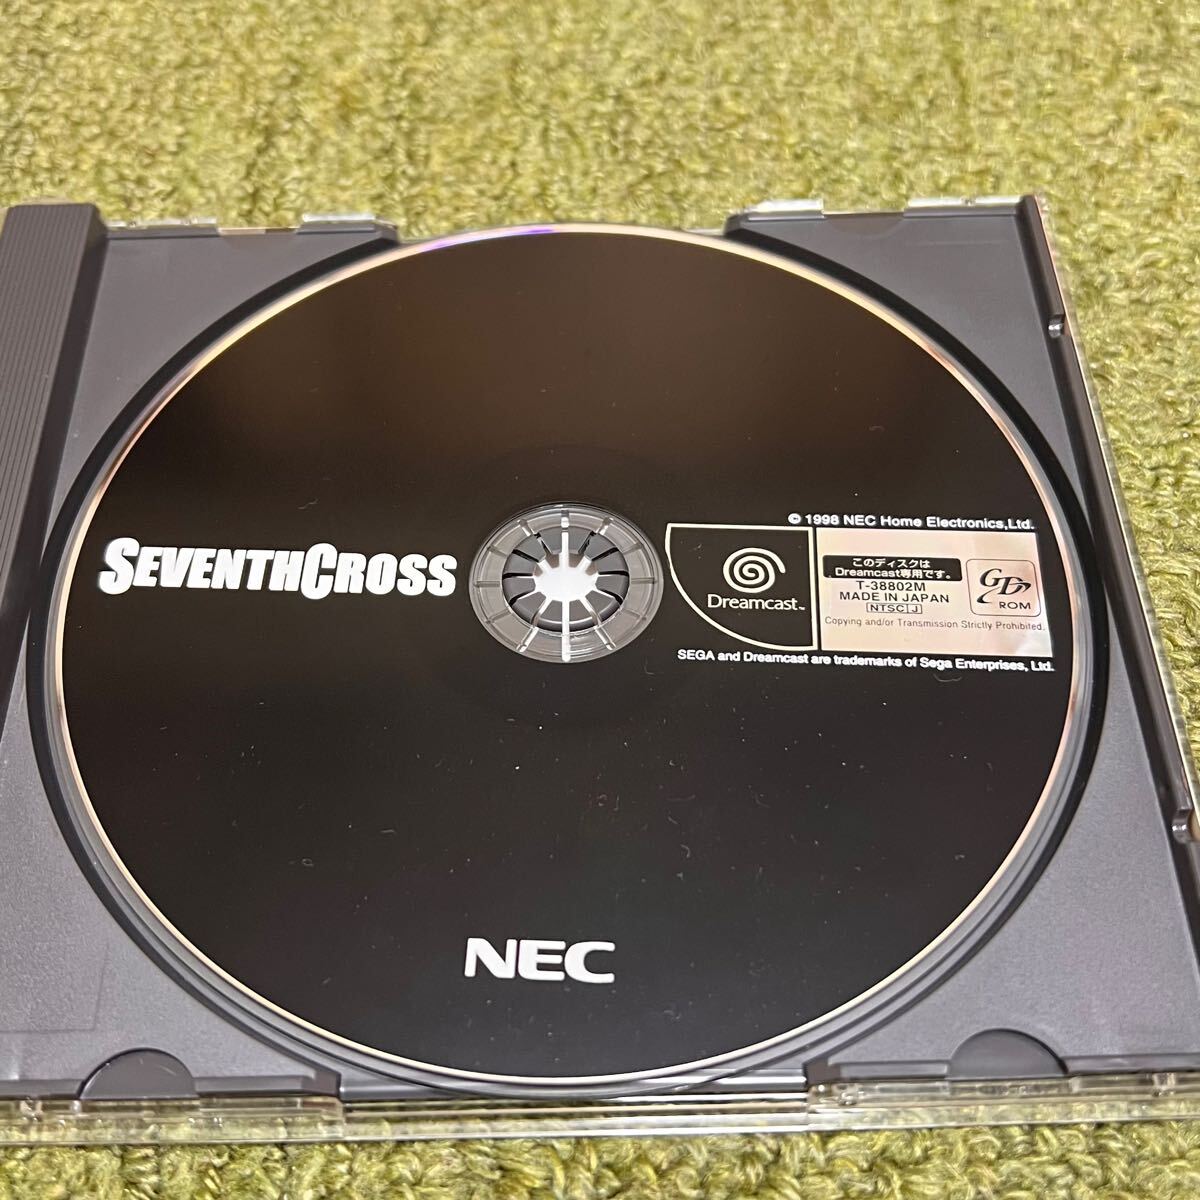 SEVENTHCROSS
© 1998 NEC Home Electronics,Ltd.
Dreamcast™
このディスクは
Dreamcast専用です。
T-38802M
MADE IN JAPAN
NTSC J
Copying and/or Transmission Strictly Prohibited.
GD
ROM
SEGA and Dreamcast are trademarks of Sega Enterprises, Ltd.
NEC